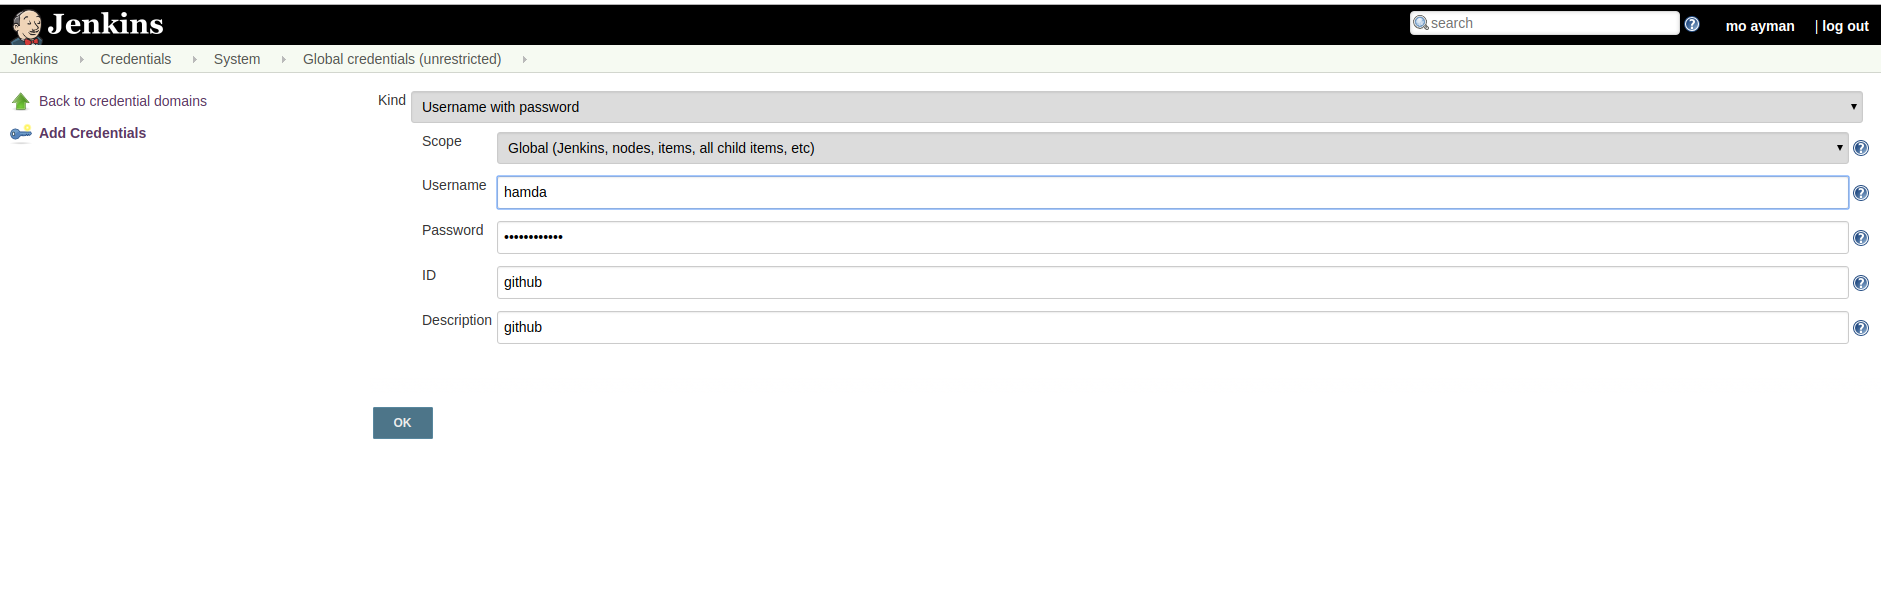 Jenkins
search
mo ayman
| log out
Jenkins
Credentials
System
Global credentials (unrestricted)
Back to credential domains
Add Credentials
Kind
Username with password
Scope
Global (Jenkins, nodes, items, all child items, etc)
Username
hamda
Password
••••••••••••
ID
github
Description
github
OK